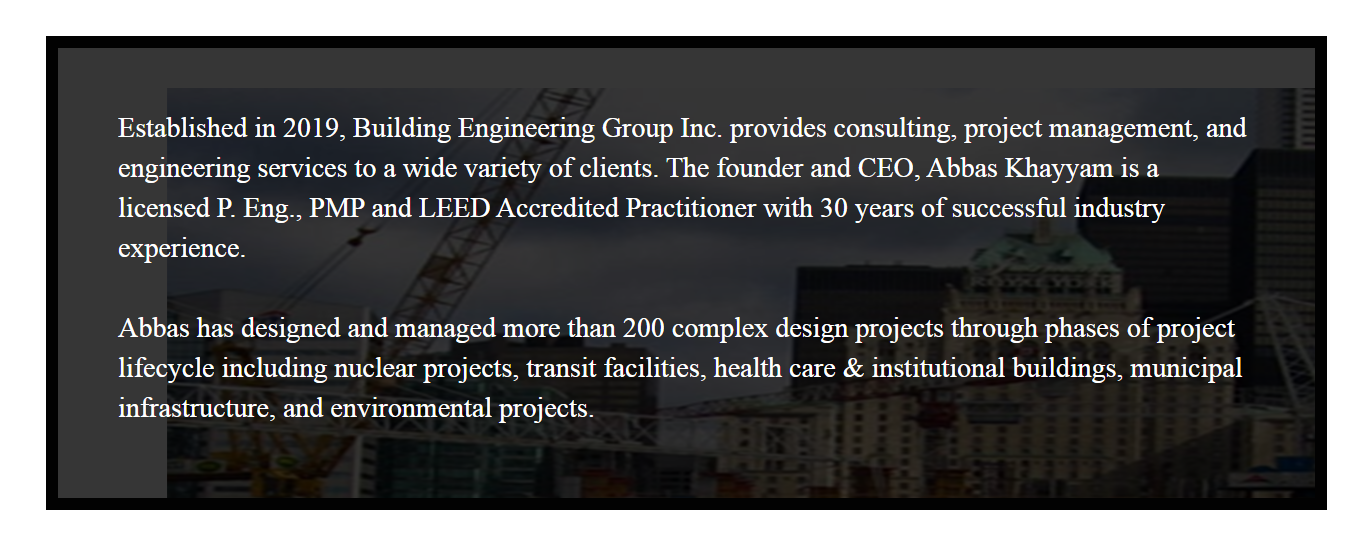 Established in 2019, Building Engineering Group Inc. provides consulting, project management, and
engineering services to a wide variety of clients. The founder and CEO, Abbas Khayyam is a
licensed P. Eng., PMP and LEED Accredited Practitioner with 30 years of successful industry
experience.
Abbas has designed and managed more than 200 complex design projects through phases of project
lifecycle including nuclear projects, transit facilities, health care & institutional buildings, municipal
infrastructure, and environmental projects.